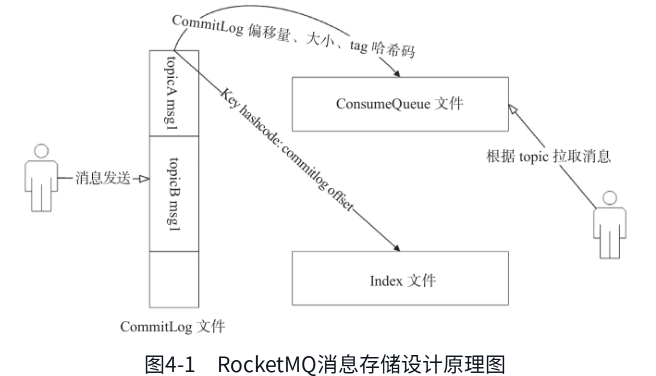 CommitLog 偏移量、大小、tag 哈希码
topicA msg1
topicB msg1
Key hashcode: commitlog offset
ConsumeQueue 文件
根据 topic 拉取消息
消息发送
Index 文件
CommitLog 文件
图4-1 RocketMQ消息存储设计原理图